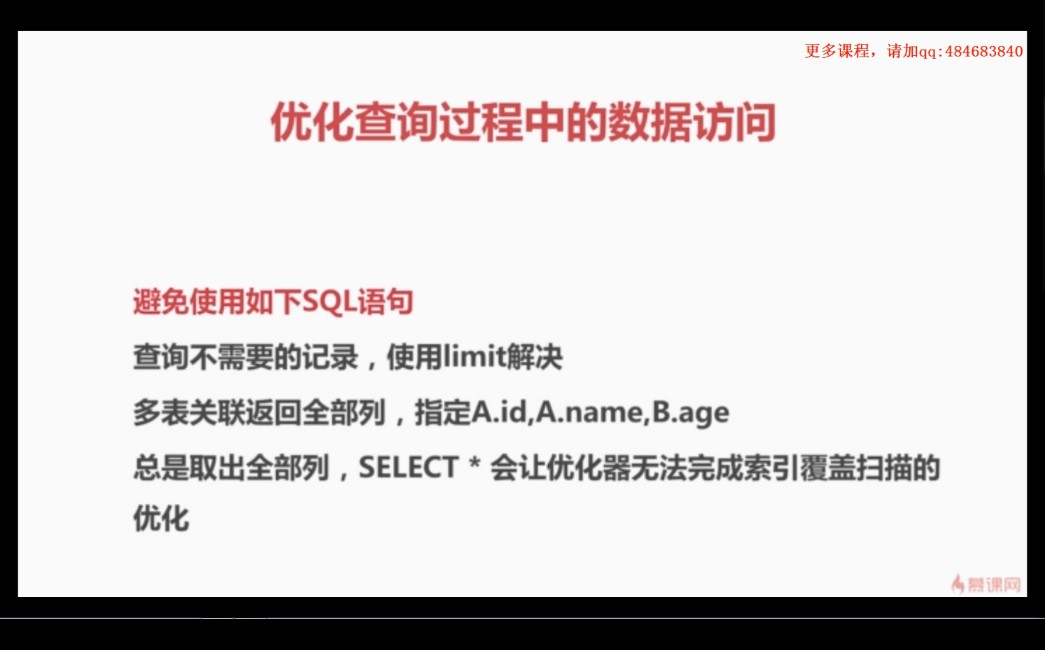 更多课程，请加qq:484683840
优化查询过程中的数据访问
避免使用如下SQL语句
查询不需要的记录，使用limit解决
多表关联返回全部列，指定A.id,A.name,B.age
总是取出全部列，SELECT * 会让优化器无法完成索引覆盖扫描的
优化
慕课网